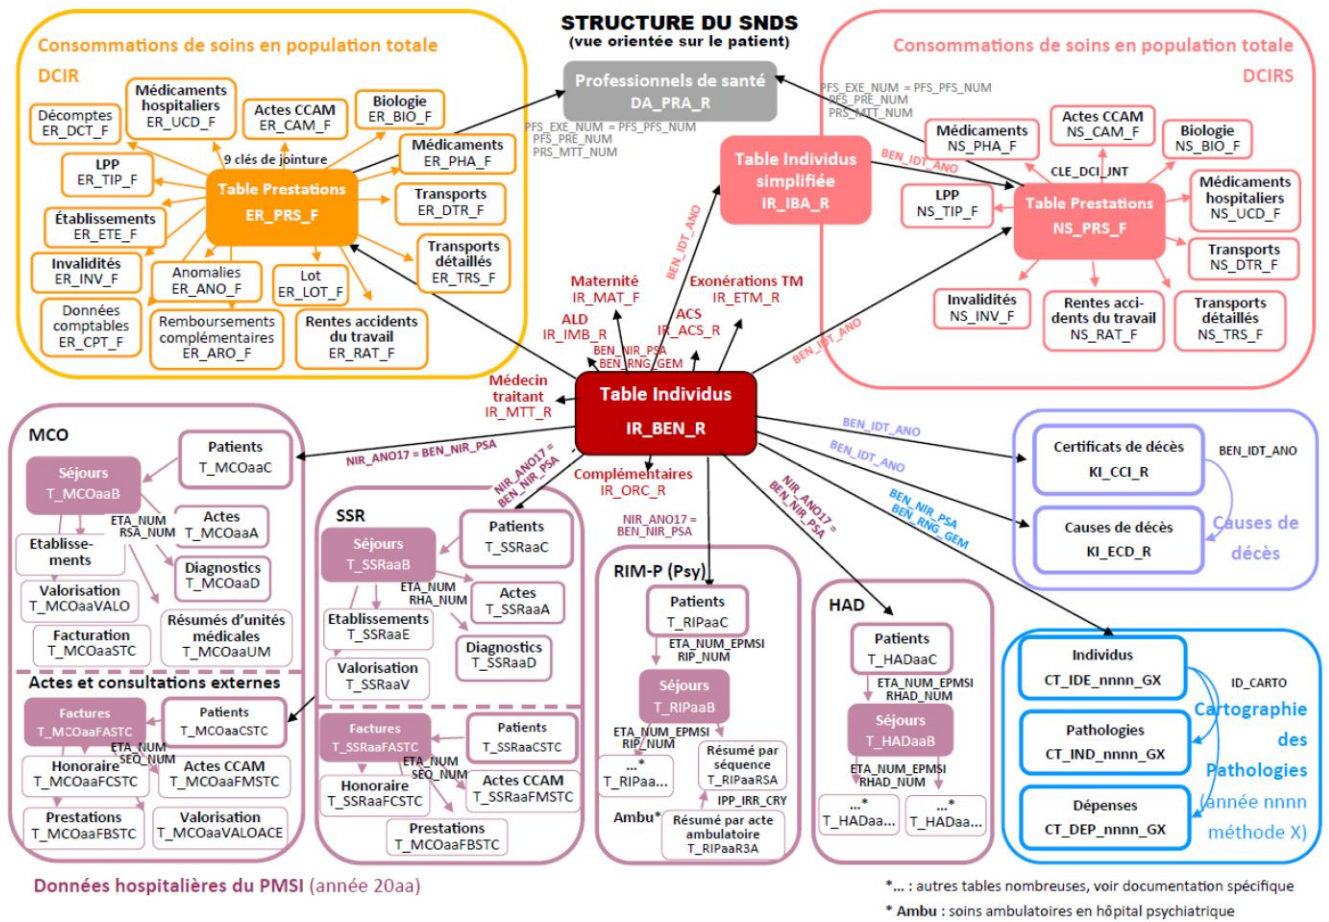 STRUCTURE DU SNDS
(vue orientée sur le patient)
Consommations de soins en population totale
DCIR
Décomptes
ER_DCT_F
Médicaments
hospitaliers
ER_UCD_F
Actes CCAM
ER_CAM_F
Biologie
ER_BIO_F
LPP
ER_TIP_F
9 clés de jointure
Médicaments
ER_PHA_F
Table Prestations
ER_PRS_F
Transports
ER_DTR_F
Établissements
ER_ETE_F
Transports
détaillés
ER_TRS_F
Invalidités
ER_INV_F
Anomalies
ER_ANO_F
Lot
ER_LOT_F
Données
comptables
ER_CPT_F
Remboursements
complémentaires
ER_ARO_F
Rentes accidents
du travail
ER_RAT_F
Professionnels de santé
DA_PRA_R
PFS_EXE_NUM = PFS_PFS_NUM
PFS_PRE_NUM
PRS_MTT_NUM
Table Individus
simplifiée
IR_IBA_R
BEN_IDT_ANO
BEN_IDT_ANO
Consommations de soins en population totale
DCIRS
PFS_EXE_NUM = PFS_PFS_NUM
PFS_PRE_NUM
PRS_MTT_NUM
Médicaments
NS_PHA_F
Actes CCAM
NS_CAM_F
Biologie
NS_BIO_F
CLE_DCI_JNT
LPP
NS_TIP_F
Table Prestations
NS_PRS_F
Médicaments
hospitaliers
NS_UCD_F
Transports
NS_DTR_F
Invalidités
NS_INV_F
Rentes acci-
dents du travail
NS_RAT_F
Transports
détaillés
NS_TRS_F
BEN_IDT_ANO
Maternité
IR_MAT_F
Exonérations TM
IR_ETM_R
ALD
IR_IMB_R
ACS
IR_ACS_R
BEN_NIR_PSA
BEN_RNG_GEM
Médecin
traitant
IR_MTT_R
Table Individus
IR_BEN_R
Complémentaires
IR_ORC_R
NIR_ANO17 = BEN_NIR_PSA
NIR_ANO17 =
BEN_NIR_PSA
NIR_ANO17 =
BEN_NIR_PSA
NIR_ANO17=
BEN_NIR_PSA
BEN_IDT_ANO
BEN_IDT_ANO
BEN_NIR_PSA
BEN_RNG_GEM
MCO
Patients
T_MCOaaC
Séjours
T_MCOaaB
ETA_NUM
RSA_NUM
Actes
T_MCOaaA
Etablisse-
ments
Diagnostics
T_MCOaaD
Valorisation
T_MCOaaVALO
Facturation
T_MCOaaSTC
Résumés d'unités
médicales
T_MCOaaUM
Actes et consultations externes
Factures
T_MCOaaFASTC
Patients
T_MCOaaCSTC
ETA_NUM
SEQ_NUM
Honoraire
T_MCOaaFCSTC
Actes CCAM
T_MCOaaFMSTC
Prestations
T_MCOaaFBSTC
Valorisation
T_MCOaaVALOACE
SSR
Patients
T_SSRaaC
Séjours
T_SSRaaB
ETA_NUM
RHA_NUM
Actes
T_SSRaaA
Etablissements
T_SSRaaE
Diagnostics
T_SSRaaD
Valorisation
T_SSRaaV
Factures
T_SSRaaFASTC
Patients
T_SSRaaCSTC
ETA_NUM
SEQ_NUM
Honoraire
T_SSRaaFCSTC
Actes CCAM
T_SSRaaFMSTC
Prestations
T_MCOaaFBSTC
RIM-P (Psy)
Patients
T_RIPaaC
ETA_NUM_EPMSI
RIP_NUM
Séjours
T_RIPaaB
ETA_NUM_EPMSI
RIP_NUM
...*
T_RIPaa...
Résumé par
séquence
T_RIPaaRSA
IPP_IRR_CRY
Ambu*
Résumé par acte
ambulatoire
T_RIPaaR3A
HAD
Patients
T_HADaaC
ETA_NUM_EPMSI
RHAD_NUM
Séjours
T_HADaaB
ETA_NUM_EPMSI
RHAD_NUM
...*
T_HADaa...
...*
T_HADaa...
Certificats de décès
KI_CCI_R
BEN_IDT_ANO
Causes de décès
KI_ECD_R
Causes de
décès
Individus
CT_IDE_nnnn_GX
ID_CARTO
Pathologies
CT_IND_nnnn_GX
Dépenses
CT_DEP_nnnn_GX
Cartographie
des
Pathologies
(année nnnn
méthode X)
Données hospitalières du PMSI (année 20aa)
*... : autres tables nombreuses, voir documentation spécifique
* Ambu : soins ambulatoires en hôpital psychiatrique